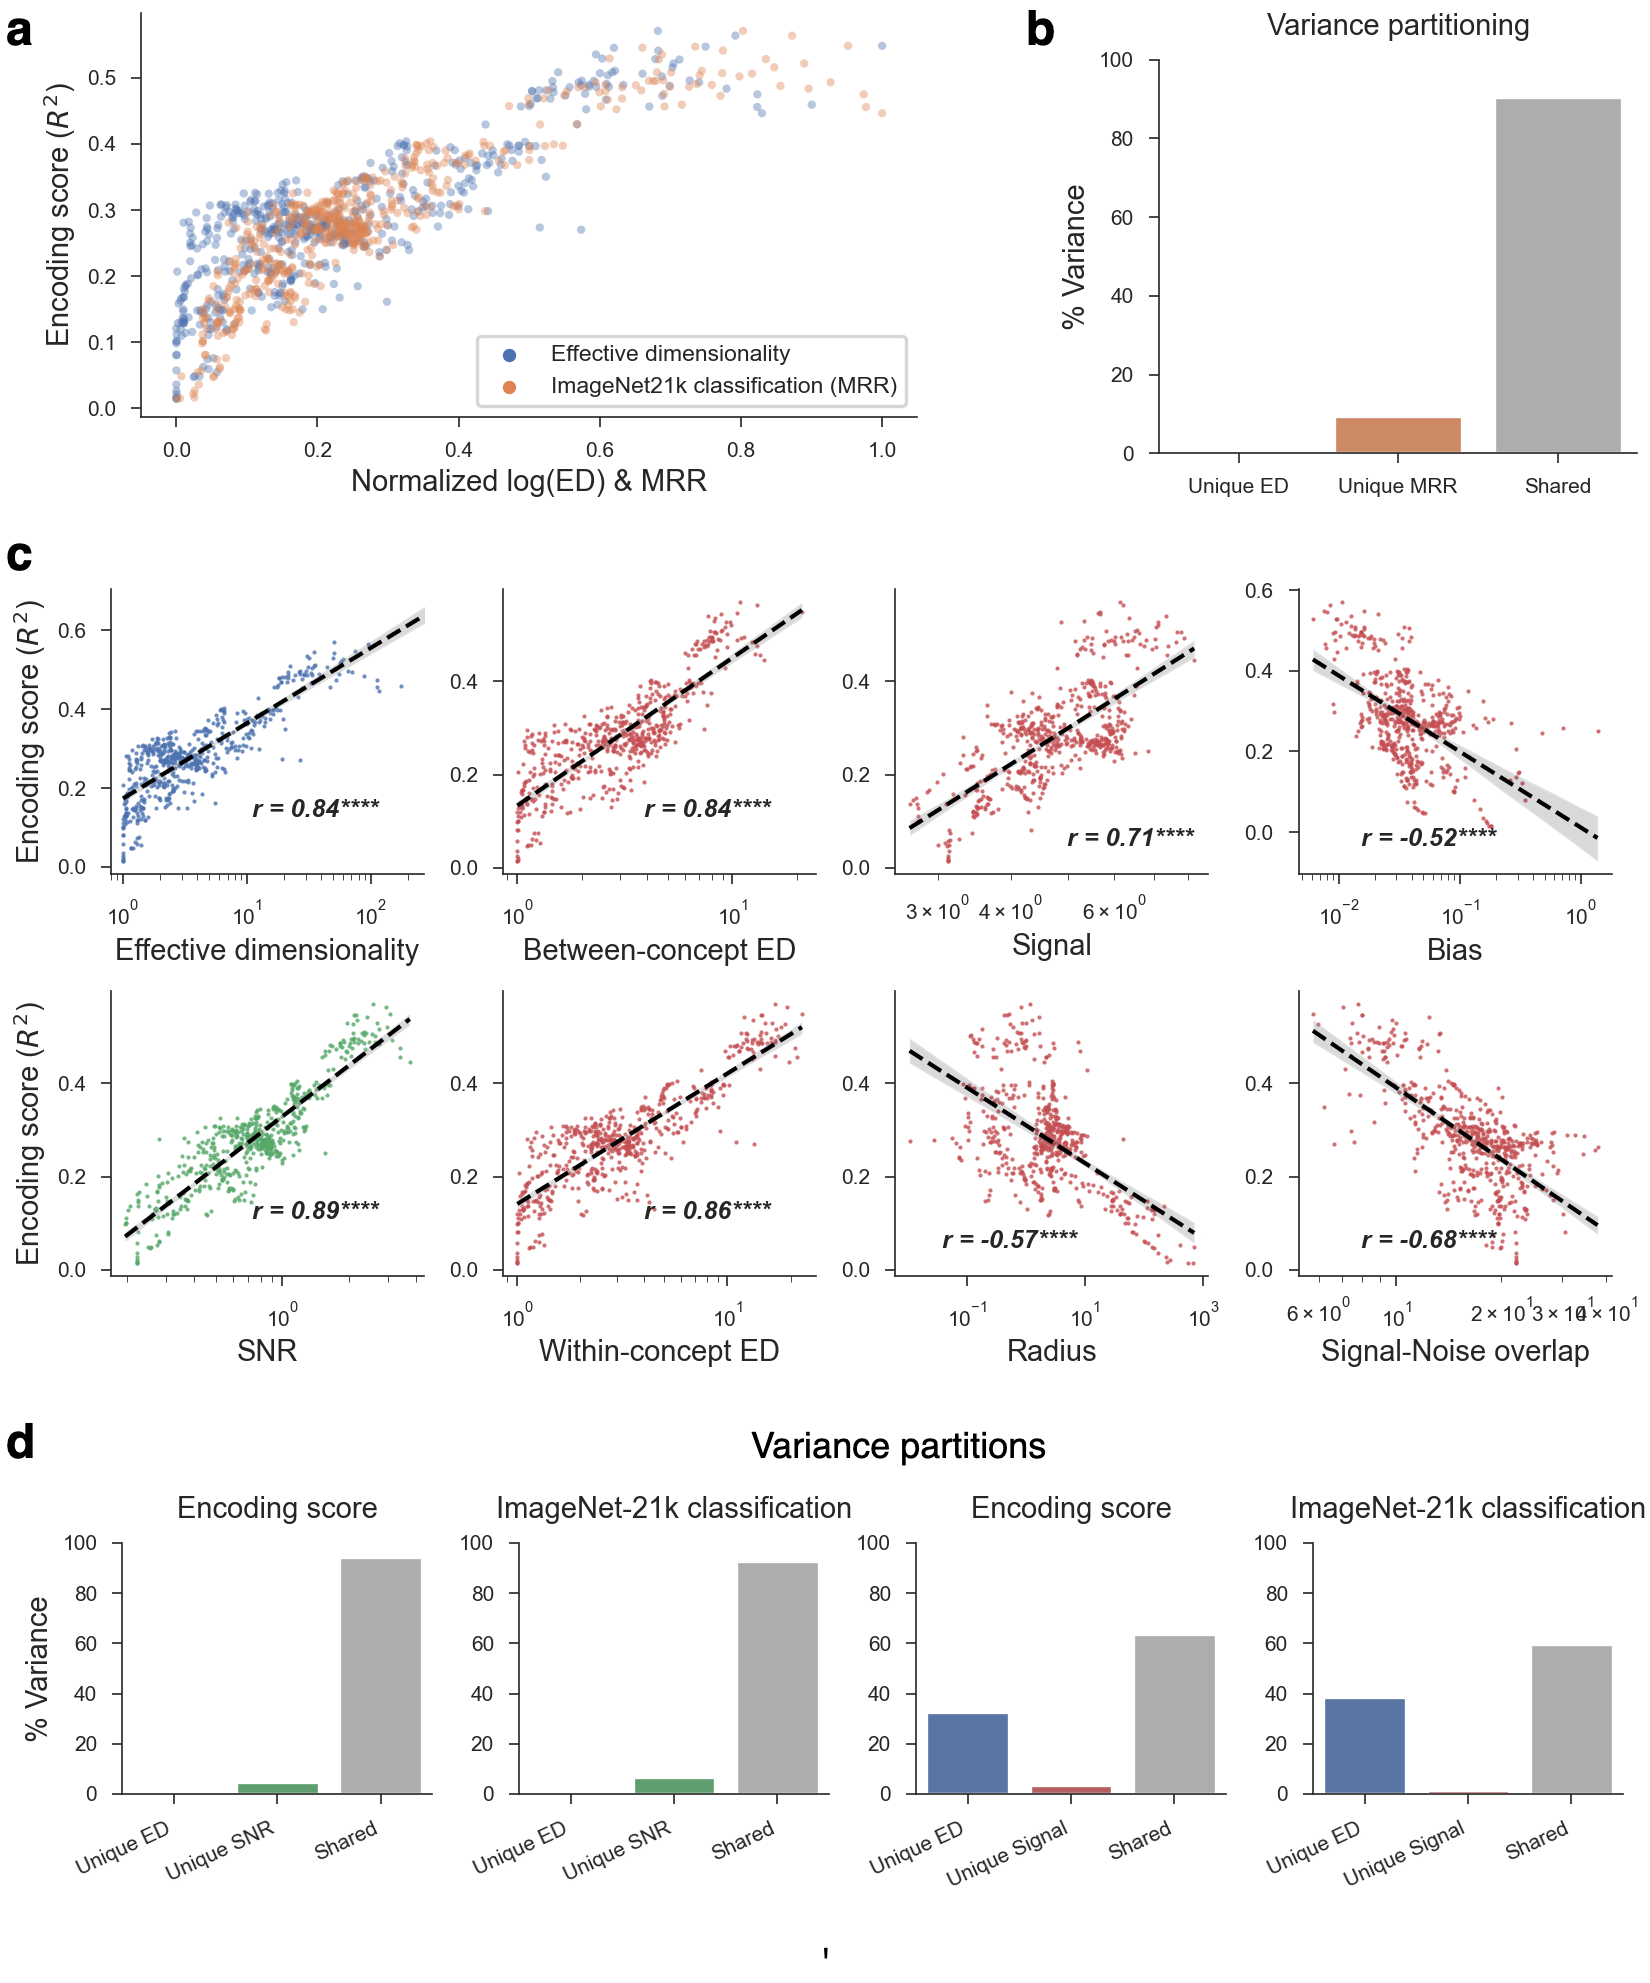 a
Encoding score (R²)
0.5
0.4
0.3
0.2
0.1
0.0
0.0 0.2 0.4 0.6 0.8 1.0
Normalized log(ED) & MRR
Effective dimensionality
ImageNet21k classification (MRR)
b
Variance partitioning
% Variance
100
80
60
40
20
0
Unique ED Unique MRR Shared
c
Encoding score (R²)
0.6
0.4
0.2
0.0
r = 0.84****
10⁰ 10¹ 10²
Effective dimensionality
0.4
0.2
0.0
r = 0.84****
10⁰ 10¹
Between-concept ED
0.4
0.2
0.0
r = 0.71****
3 × 10⁰ 4 × 10⁰ 6 × 10⁰
Signal
0.6
0.4
0.2
0.0
r = -0.52****
10⁻² 10⁻¹ 10⁰
Bias
Encoding score (R²)
0.4
0.2
0.0
r = 0.89****
10⁰
SNR
0.4
0.2
0.0
r = 0.86****
10⁰ 10¹
Within-concept ED
0.4
0.2
0.0
r = -0.57****
10⁻¹ 10¹ 10³
Radius
0.4
0.2
0.0
r = -0.68****
6 × 10⁰ 10¹ 2 × 10¹ 3 × 10¹ 4 × 10¹
Signal-Noise overlap
d
Variance partitions
Encoding score
% Variance
100
80
60
40
20
0
Unique ED Unique SNR Shared
ImageNet-21k classification
100
80
60
40
20
0
Unique ED Unique SNR Shared
Encoding score
100
80
60
40
20
0
Unique ED Unique Signal Shared
ImageNet-21k classification
100
80
60
40
20
0
Unique ED Unique Signal Shared
'